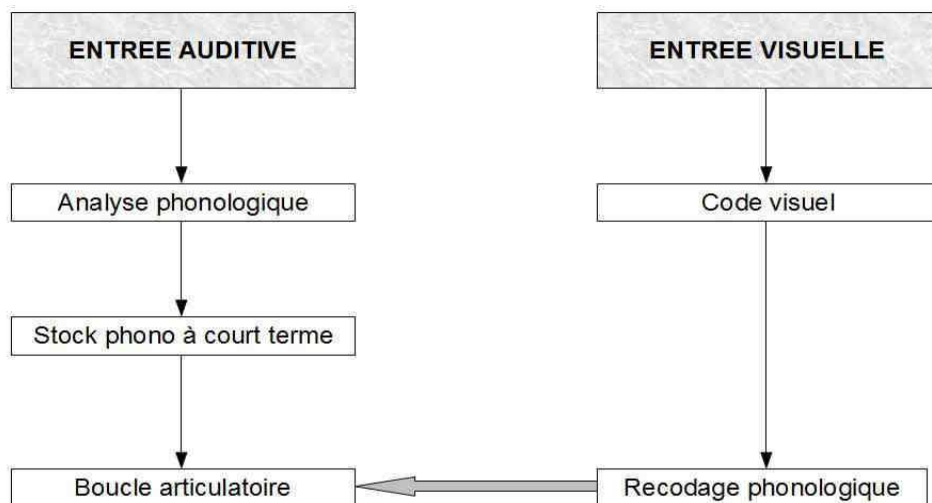 ENTREE AUDITIVE
ENTREE VISUELLE
Analyse phonologique
Code visuel
Stock phono à court terme
Boucle articulatoire
Recodage phonologique